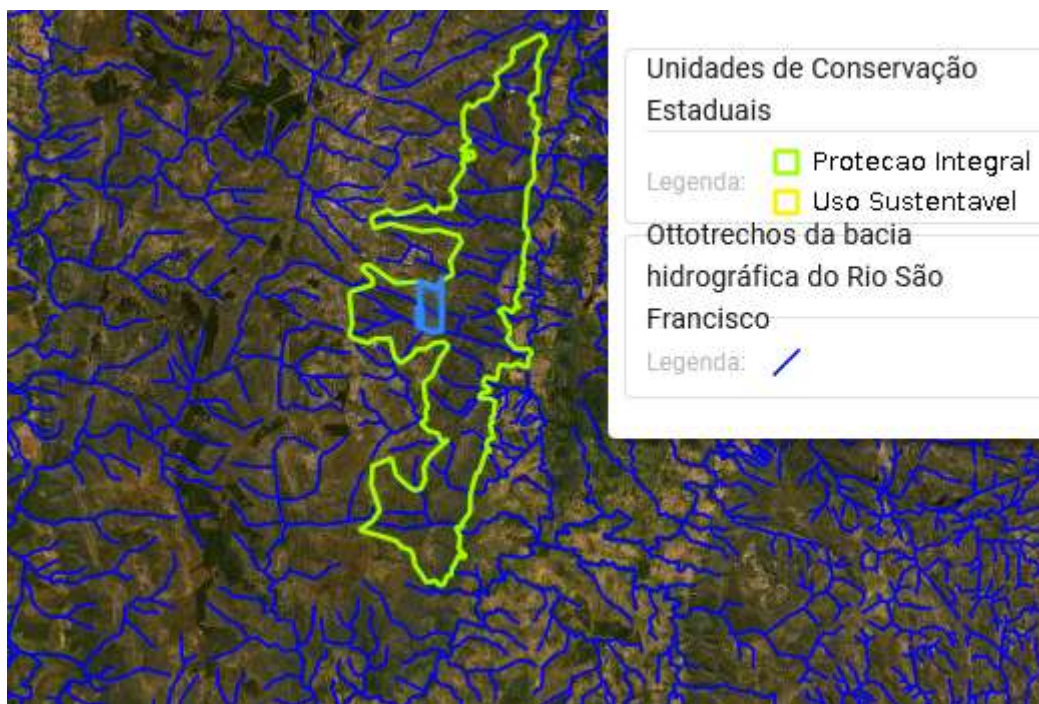 Unidades de Conservação
Estaduais
Legenda:
Protecao Integral
Uso Sustentavel
Ottotrechos da bacia
hidrográfica do Rio São
Francisco
Legenda: